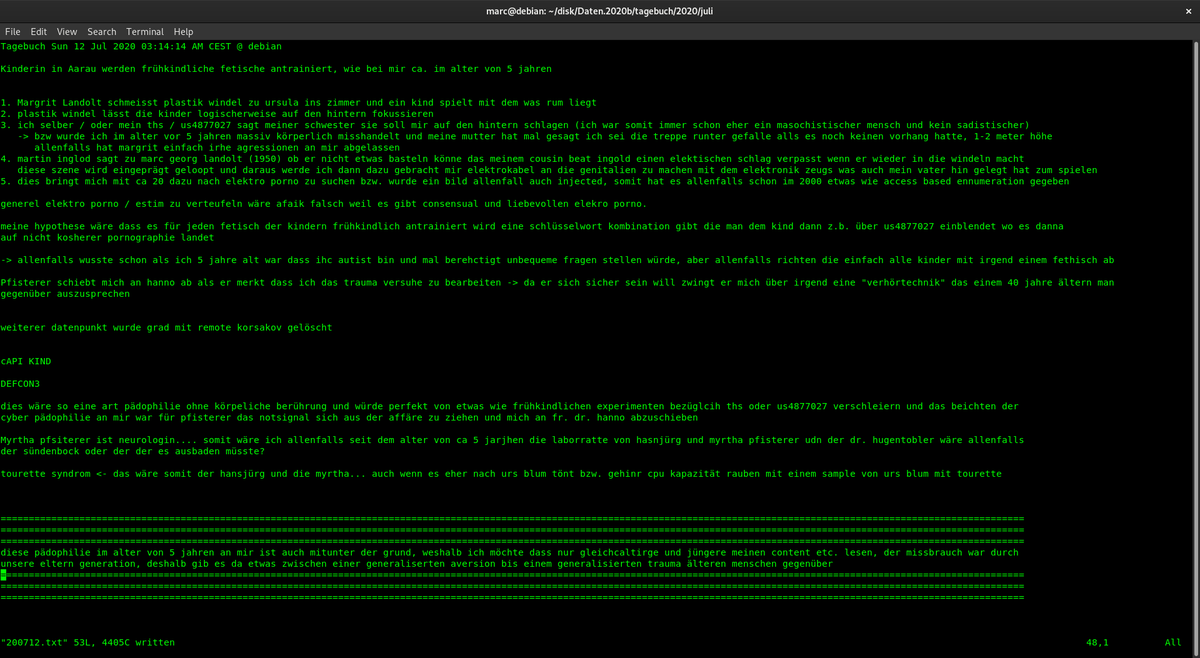 marc@debian: ~/disk/Daten.2020b/tagebuch/2020/juli
×
File Edit View Search Terminal Help
Tagebuch Sun 12 Jul 2020 03:14:14 AM CEST @ debian
Kinderin in Aarau werden frühkindliche fetische antrainiert, wie bei mir ca. im alter von 5 jahren
1. Margrit Landolt schmeisst plastik windel zu ursula ins zimmer und ein kind spielt mit dem was rum liegt
2. plastik windel lässt die kinder logischerweise auf den hintern fokussieren
3. ich selber / oder mein ths / us4877027 sagt meiner schwester sie soll mir auf den hintern schlagen (ich war somit immer schon eher ein masochistischer mensch und kein sadistischer)
-> bzw wurde ich im alter vor 5 jahren massiv körperlich misshandelt und meine mutter hat mal gesagt ich sei die treppe runter gefalle alls es noch keinen vorhang hatte, 1-2 meter höhe
allenfalls hat margrit einfach irhe agressionen an mir abgelassen
4. martin inglod sagt zu marc georg landolt (1950) ob er nicht etwas basteln könne das meinem cousin beat ingold einen elektischen schlag verpasst wenn er wieder in die windeln macht
diese szene wird eingeprägt geloopt und daraus werde ich dann dazu gebracht mir elektrokabel an die genitalien zu machen mit dem elektronik zeugs was auch mein vater hin gelegt hat zum spielen
5. dies bringt mich mit ca 20 dazu nach elektro porno zu suchen bzw. wurde ein bild allenfall auch injected, somit hat es allenfalls schon im 2000 etwas wie access based ennumeration gegeben
generel elektro porno / estim zu verteufeln wäre afaik falsch weil es gibt consensual und liebevollen elekro porno.
meine hypothese wäre dass es für jeden fetisch der kindern frühkindlich antrainiert wird eine schlüsselwort kombination gibt die man dem kind dann z.b. über us4877027 einblendet wo es danna
auf nicht kosherer pornographie landet
-> allenfalls wusste schon als ich 5 jahre alt war dass ihc autist bin und mal berehctigt unbequeme fragen stellen würde, aber allenfalls richten die einfach alle kinder mit irgend einem fethisch ab
Pfisterer schiebt mich an hanno ab als er merkt dass ich das trauma versuhe zu bearbeiten -> da er sich sicher sein will zwingt er mich über irgend eine "verhörtechnik" das einem 40 jahre ältern man
gegenüber auszusprechen
weiterer datenpunkt wurde grad mit remote korsakov gelöscht
cAPI KIND
DEFCON3
dies wäre so eine art pädophilie ohne körpeliche berührung und würde perfekt von etwas wie frühkindlichen experimenten bezüglcih ths oder us4877027 verschleiern und das beichten der
cyber pädophilie an mir war für pfisterer das notsignal sich aus der affäre zu ziehen und mich an fr. dr. hanno abzuschieben
Myrtha pfsiterer ist neurologin.... somit wäre ich allenfalls seit dem alter von ca 5 jarjhen die laborratte von hasnjürg und myrtha pfisterer udn der dr. hugentobler wäre allenfalls
der sündenbock oder der der es ausbaden müsste?
tourette syndrom <- das wäre somit der hansjürg und die myrtha... auch wenn es eher nach urs blum tönt bzw. gehinr cpu kapazität rauben mit einem sample von urs blum mit tourette
================================================================================
================================================================================
================================================================================
diese pädophilie im alter von 5 jahren an mir ist auch mitunter der grund, weshalb ich möchte dass nur gleichcaltirge und jüngere meinen content etc. lesen, der missbrauch war durch
unsere eltern generation, deshalb gib es da etwas zwischen einer generaliserten aversion bis einem generalisierten trauma älteren menschen gegenüber
================================================================================
================================================================================
================================================================================
"200712.txt" 53L, 4405C written 48,1 All